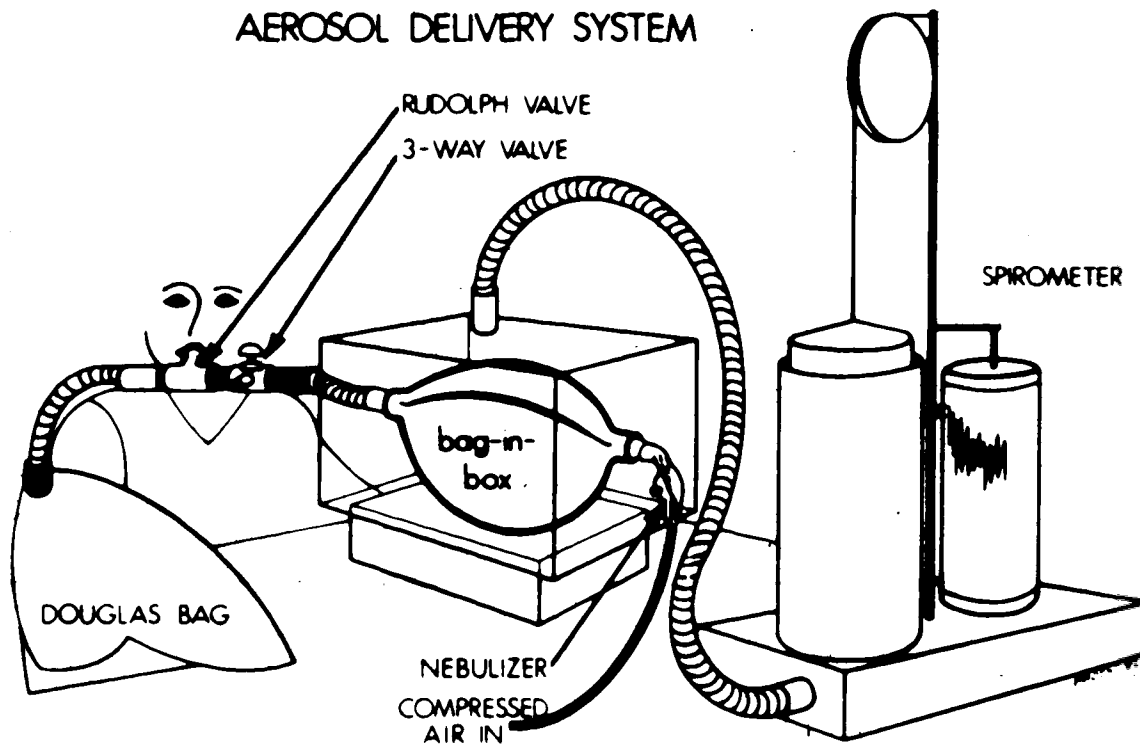 AEROSOL DELIVERY SYSTEM
RUDOLPH VALVE
3-WAY VALVE
SPIROMETER
bag-in-
box
DOUGLAS BAG
NEBULIZER
COMPRESSED
AIR IN